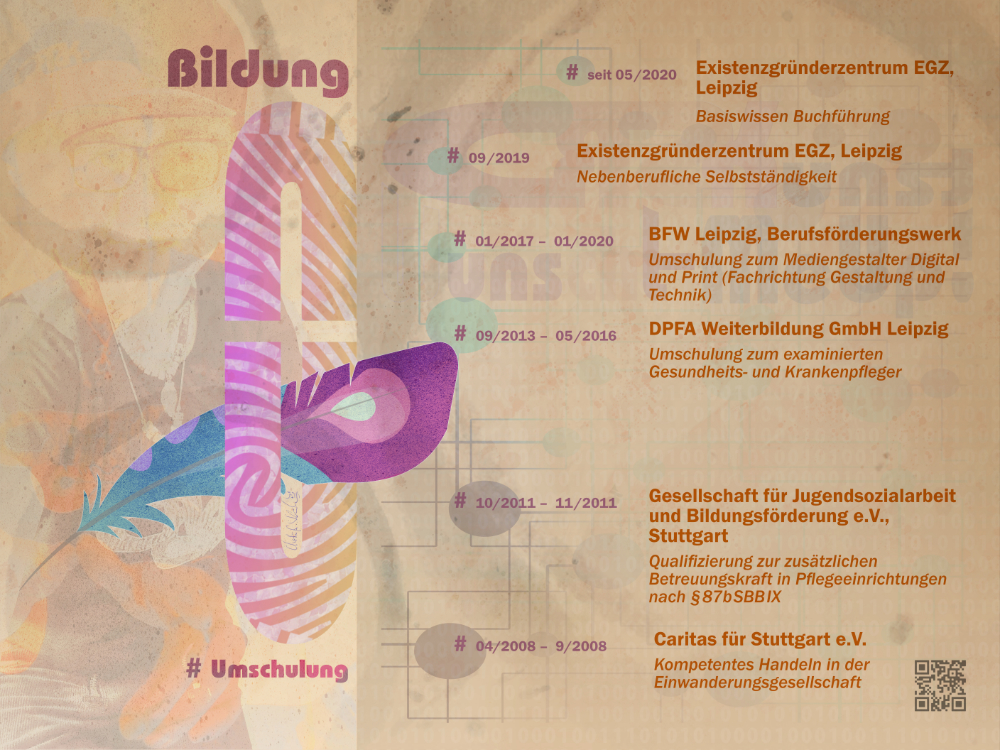 Bildung
# seit 05/2020
Existenzgründerzentrum EGZ,
Leipzig
Basiswissen Buchführung
# 09/2019
Existenzgründerzentrum EGZ, Leipzig
Nebenberufliche Selbstständigkeit
# 01/2017 – 01/2020
BFW Leipzig, Berufsförderungswerk
Umschulung zum Mediengestalter Digital
und Print (Fachrichtung Gestaltung und
Technik)
# 09/2013 – 05/2016
DPFA Weiterbildung GmbH Leipzig
Umschulung zum examinierten
Gesundheits- und Krankenpfleger
# 10/2011 – 11/2011
Gesellschaft für Jugendsozialarbeit
und Bildungsförderung e.V.,
Stuttgart
Qualifizierung zur zusätzlichen
Betreuungskraft in Pflegeeinrichtungen
nach §87bSBBIX
# 04/2008 – 9/2008
Caritas für Stuttgart e.V.
Kompetentes Handeln in der
Einwanderungsgesellschaft
# Umschulung